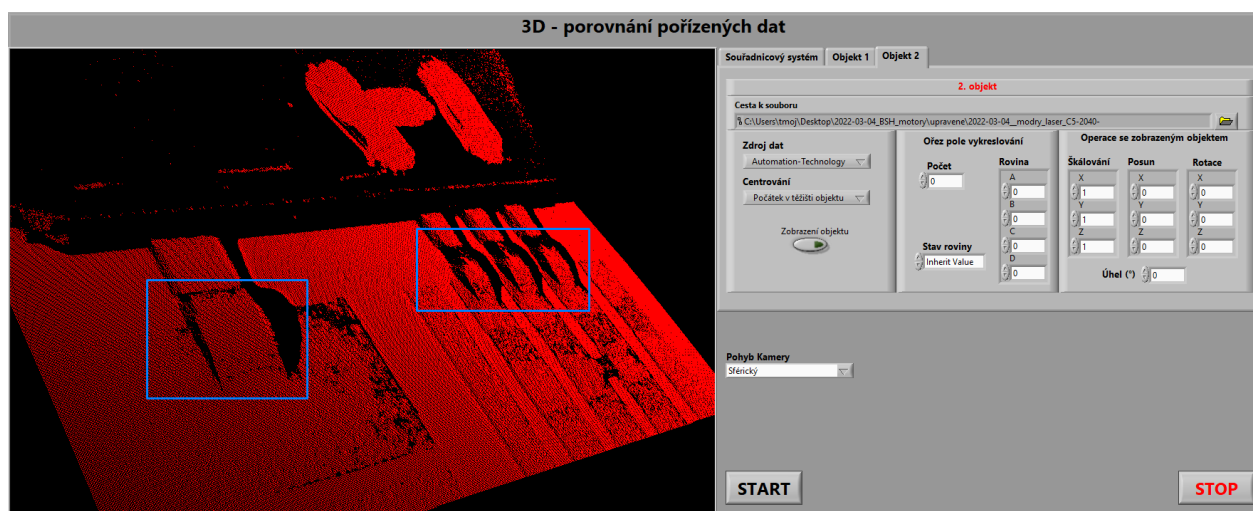 3D - porovnání pořízených dat
Souřadnicový systém Objekt 1 Objekt 2
2. objekt
Cesta k souboru
C:\Users\tmoj\Desktop\2022-03-04_BSH_motory\upravene\2022-03-04__modry_laser_C5-2040-
Zdroj dat
Automation-Technology
Centrování
Počátek v těžišti objektu
Zobrazení objektu
Ořez pole vykreslování
Počet
0
Stav roviny
Inherit Value
Rovina
A
0
B
0
C
0
D
0
Operace se zobrazeným objektem
Škálování Posun Rotace
X X X
1 0 0
Y Y Y
1 0 0
Z Z Z
1 0 0
Úhel (°) 0
Pohyb Kamery
Sférický
START STOP